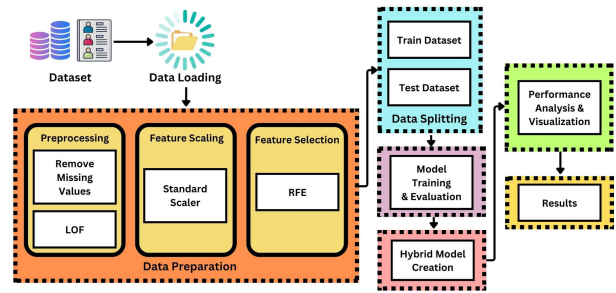 Dataset
Data Loading
Preprocessing
Remove
Missing
Values
LOF
Feature Scaling
Standard
Scaler
Feature Selection
RFE
Data Preparation
Train Dataset
Test Dataset
Data Splitting
Model
Training
& Evaluation
Hybrid Model
Creation
Performance
Analysis &
Visualization
Results